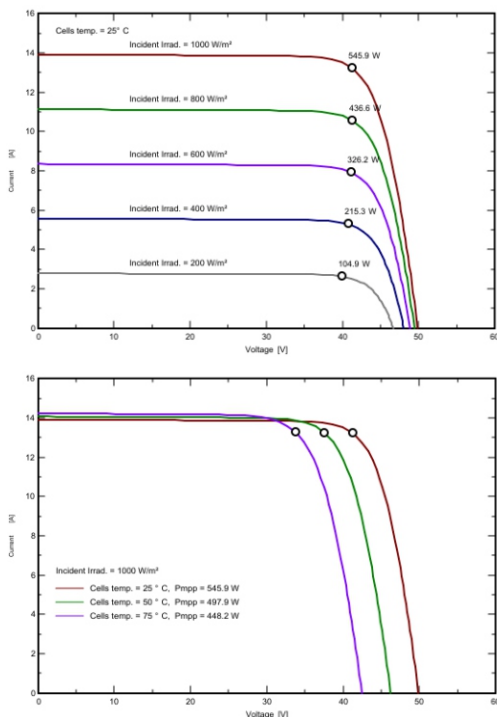 16
Cells temp. = 25° C
Incident Irrad. = 1000 W/m²
545.9 W
14
12
Incident Irrad. = 800 W/m²
436.6 W
10
Incident Irrad. = 600 W/m²
326.2 W
8
Current [A]
Incident Irrad. = 400 W/m²
215.3 W
6
4
Incident Irrad. = 200 W/m²
104.9 W
2
0
0 10 20 30 40 50 60
Voltage [V]
16
14
12
10
8
Current [A]
6
Incident Irrad. = 1000 W/m²
Cells temp. = 25 ° C, Pmpp = 545.9 W
Cells temp. = 50 ° C, Pmpp = 497.9 W
4
Cells temp. = 75 ° C, Pmpp = 448.2 W
2
0
0 10 20 30 40 50 60
Voltage [V]